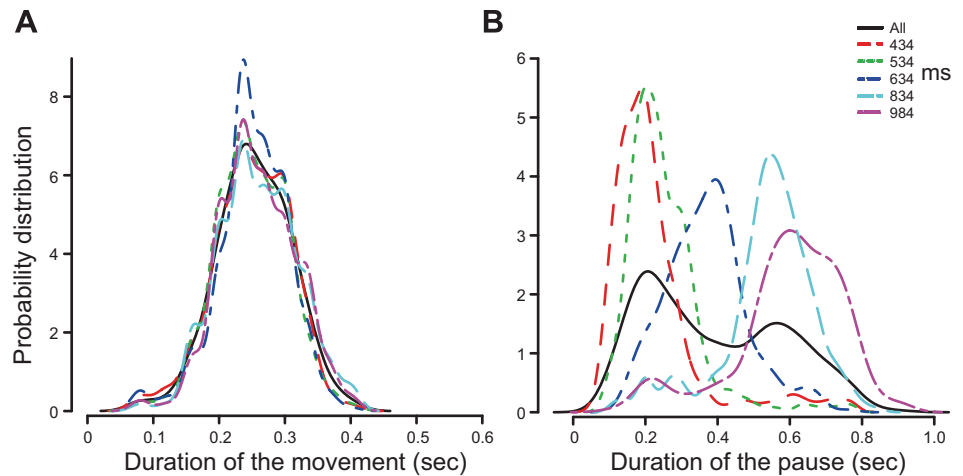 A
Probability distribution
8
6
4
2
0
0 0.1 0.2 0.3 0.4 0.5 0.6
Duration of the movement (sec)
B
All
434
534
634
834
984
ms
6
5
4
3
2
1
0
0 0.2 0.4 0.6 0.8 1.0
Duration of the pause (sec)